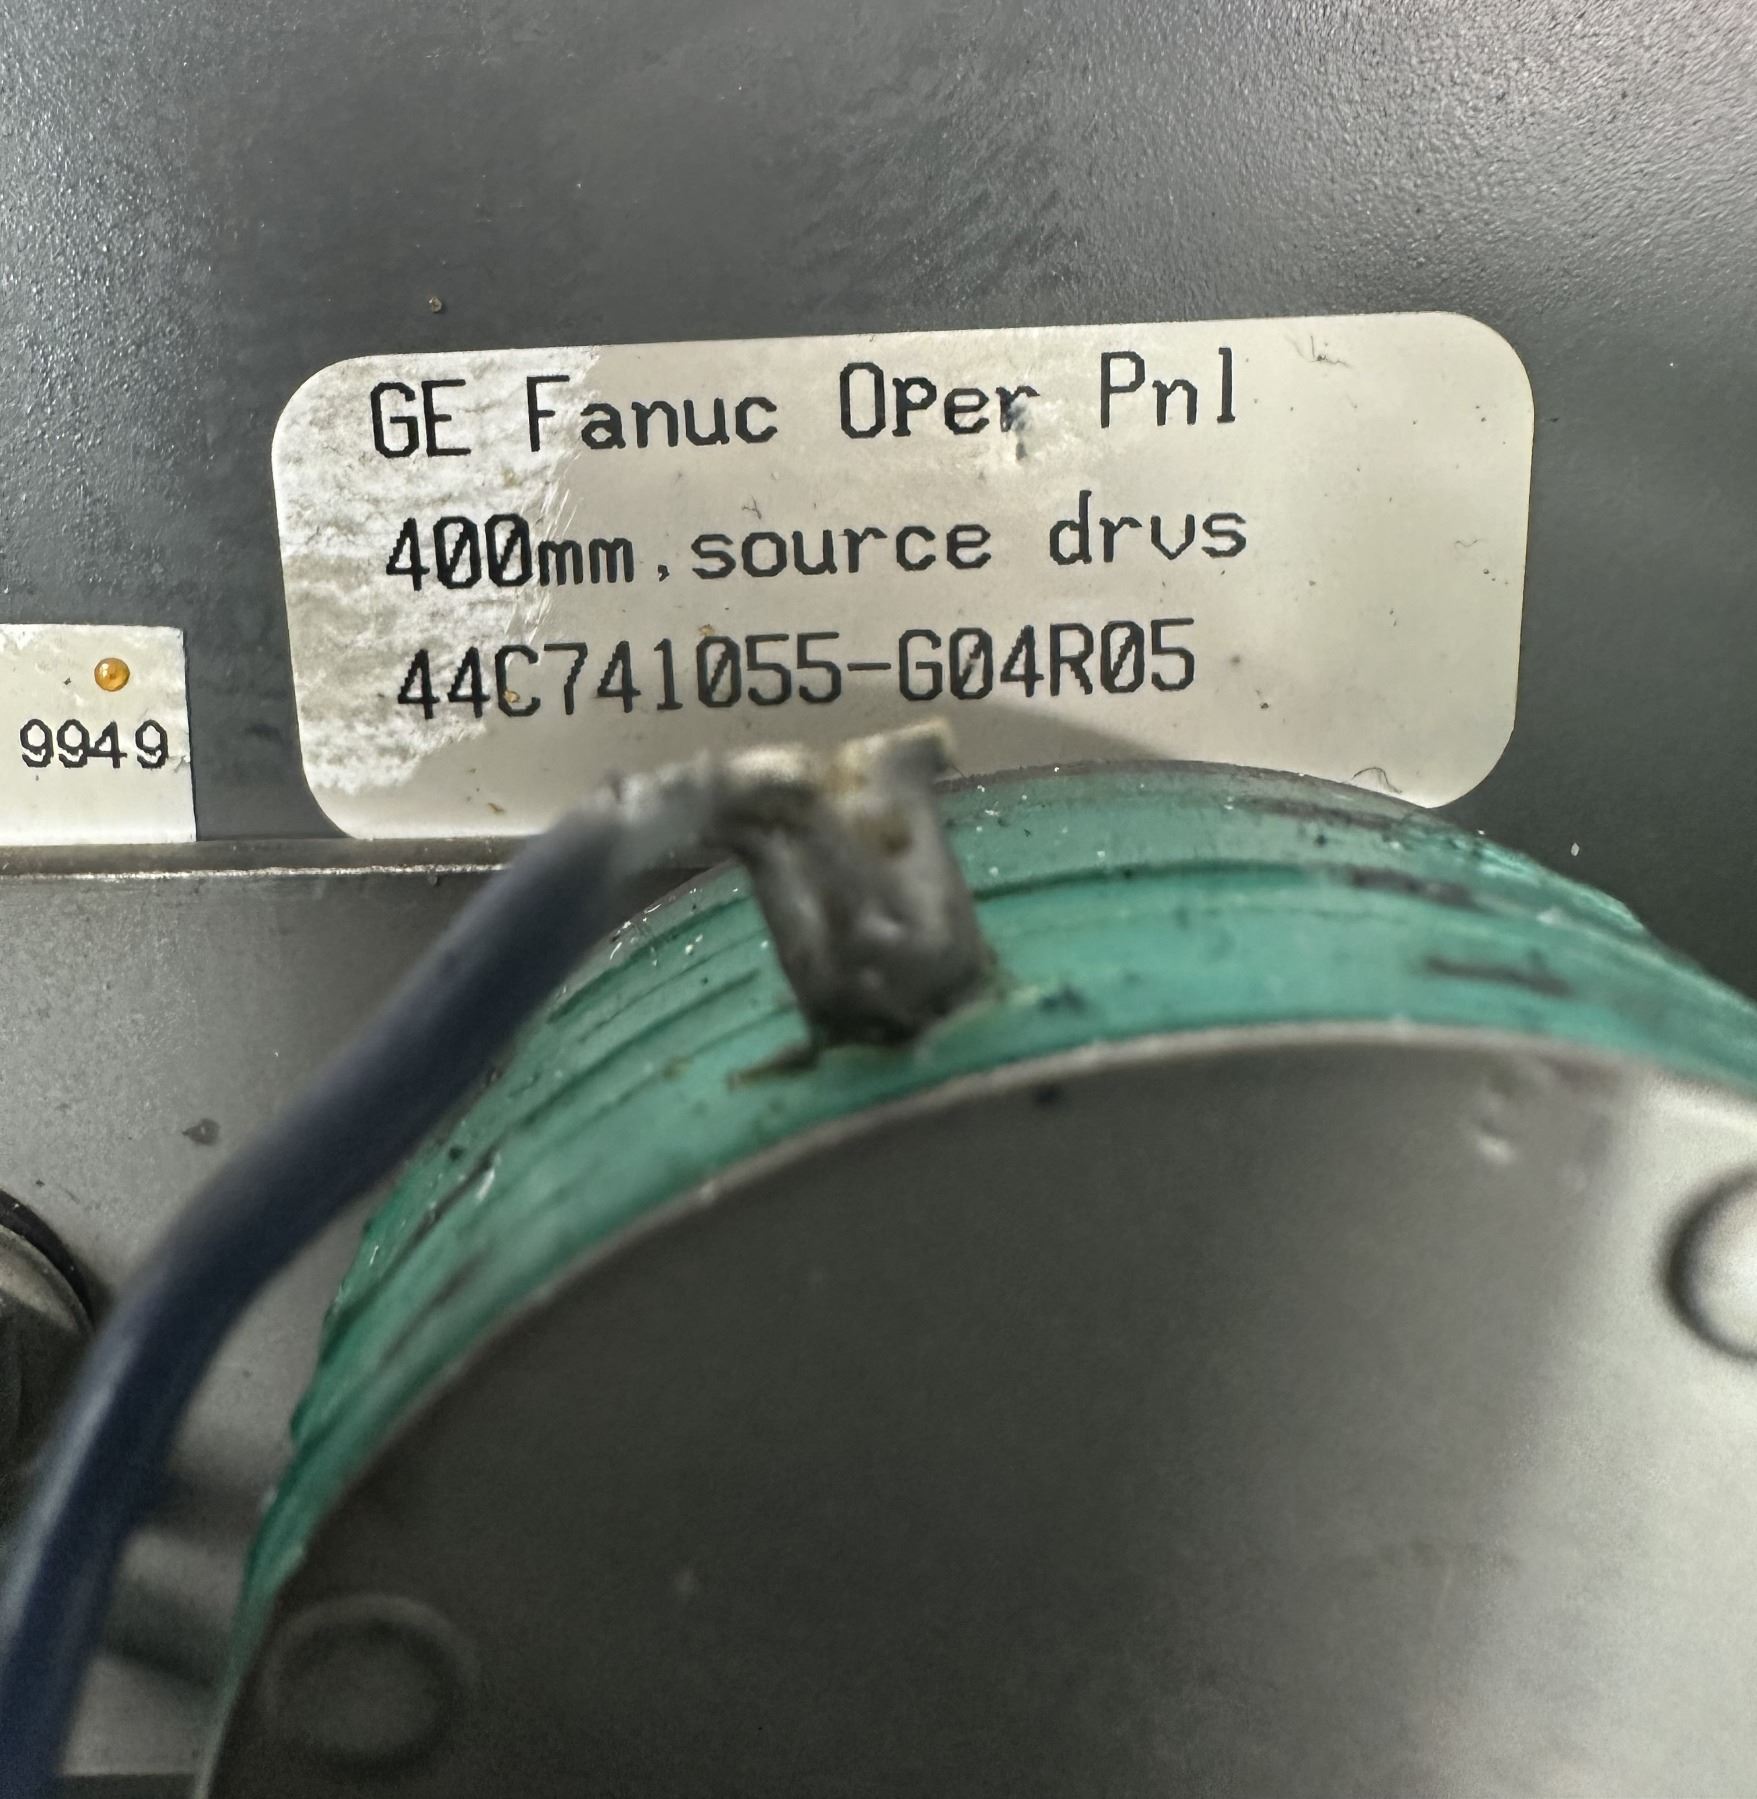 GE Fanuc Oper Pnl
400mm,source drvs
44C741055-G04R05
9949